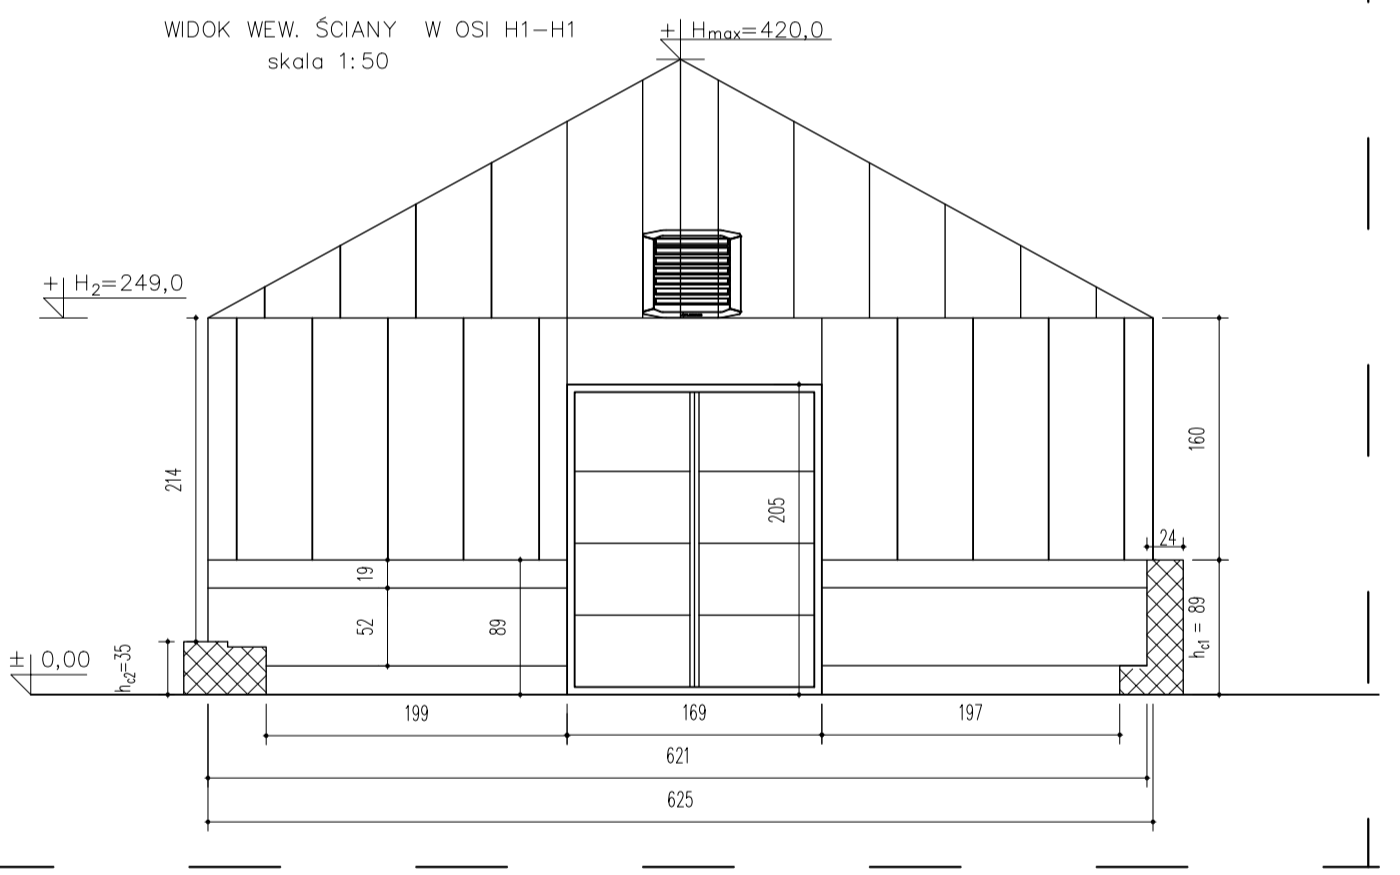 WIDOK WEW. ŚCIANY W OSI H1-H1
skala 1:50
+ Hmax=420,0
+ H2=249,0
214
160
205
24
19
52
89
hc1 = 89
± 0,00
hc2=35
199
169
197
621
625